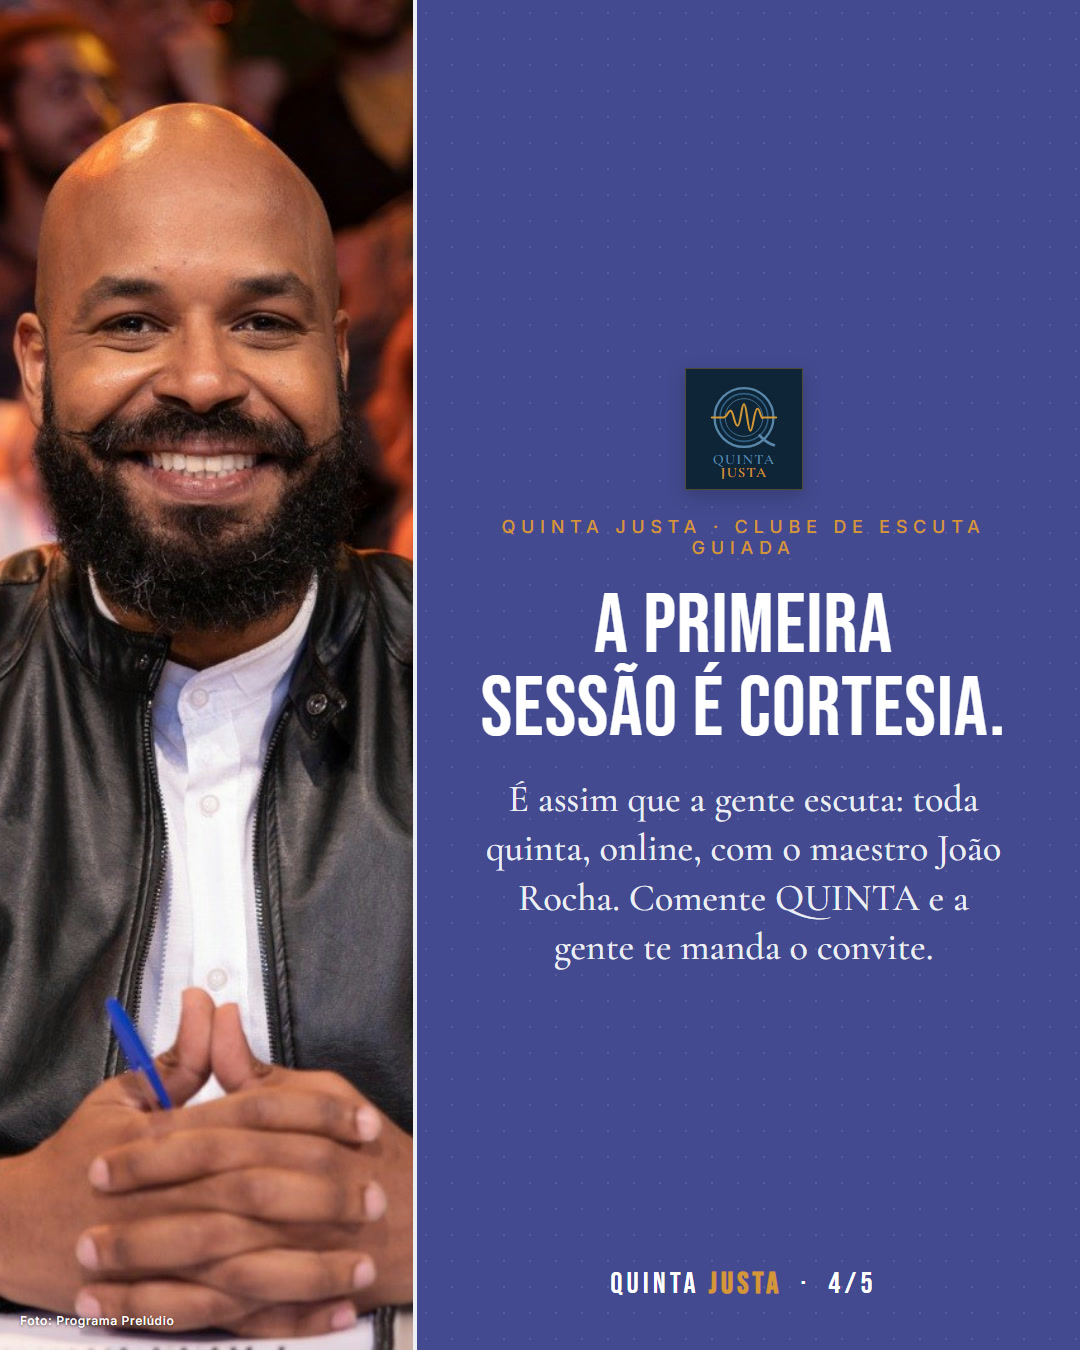 QUINTA
JUSTA
QUINTA JUSTA · CLUBE DE ESCUTA
GUIADA
A PRIMEIRA
SESSÃO É CORTESIA.
É assim que a gente escuta: toda
quinta, online, com o maestro João
Rocha. Comente QUINTA e a
gente te manda o convite.
QUINTA JUSTA · 4/5
Foto: Programa Prelúdio